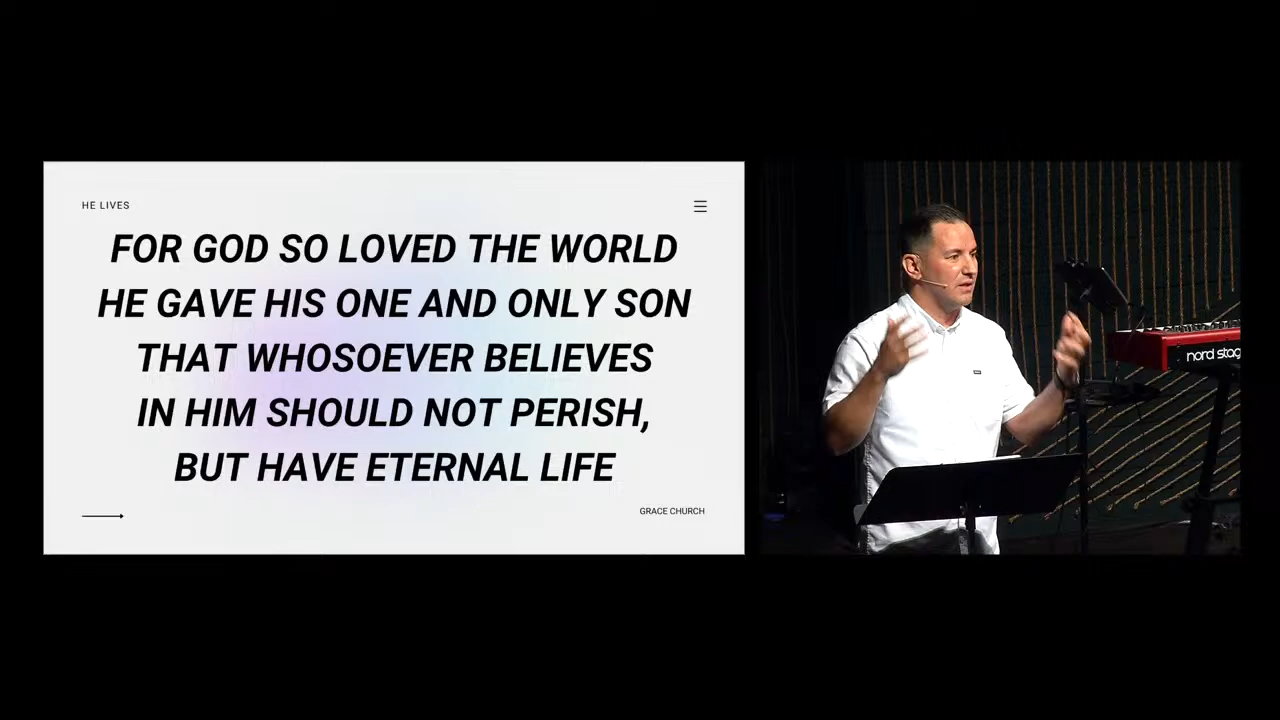 HE LIVES
FOR GOD SO LOVED THE WORLD
HE GAVE HIS ONE AND ONLY SON
THAT WHOSOEVER BELIEVES
IN HIM SHOULD NOT PERISH,
BUT HAVE ETERNAL LIFE
GRACE CHURCH
nord stag